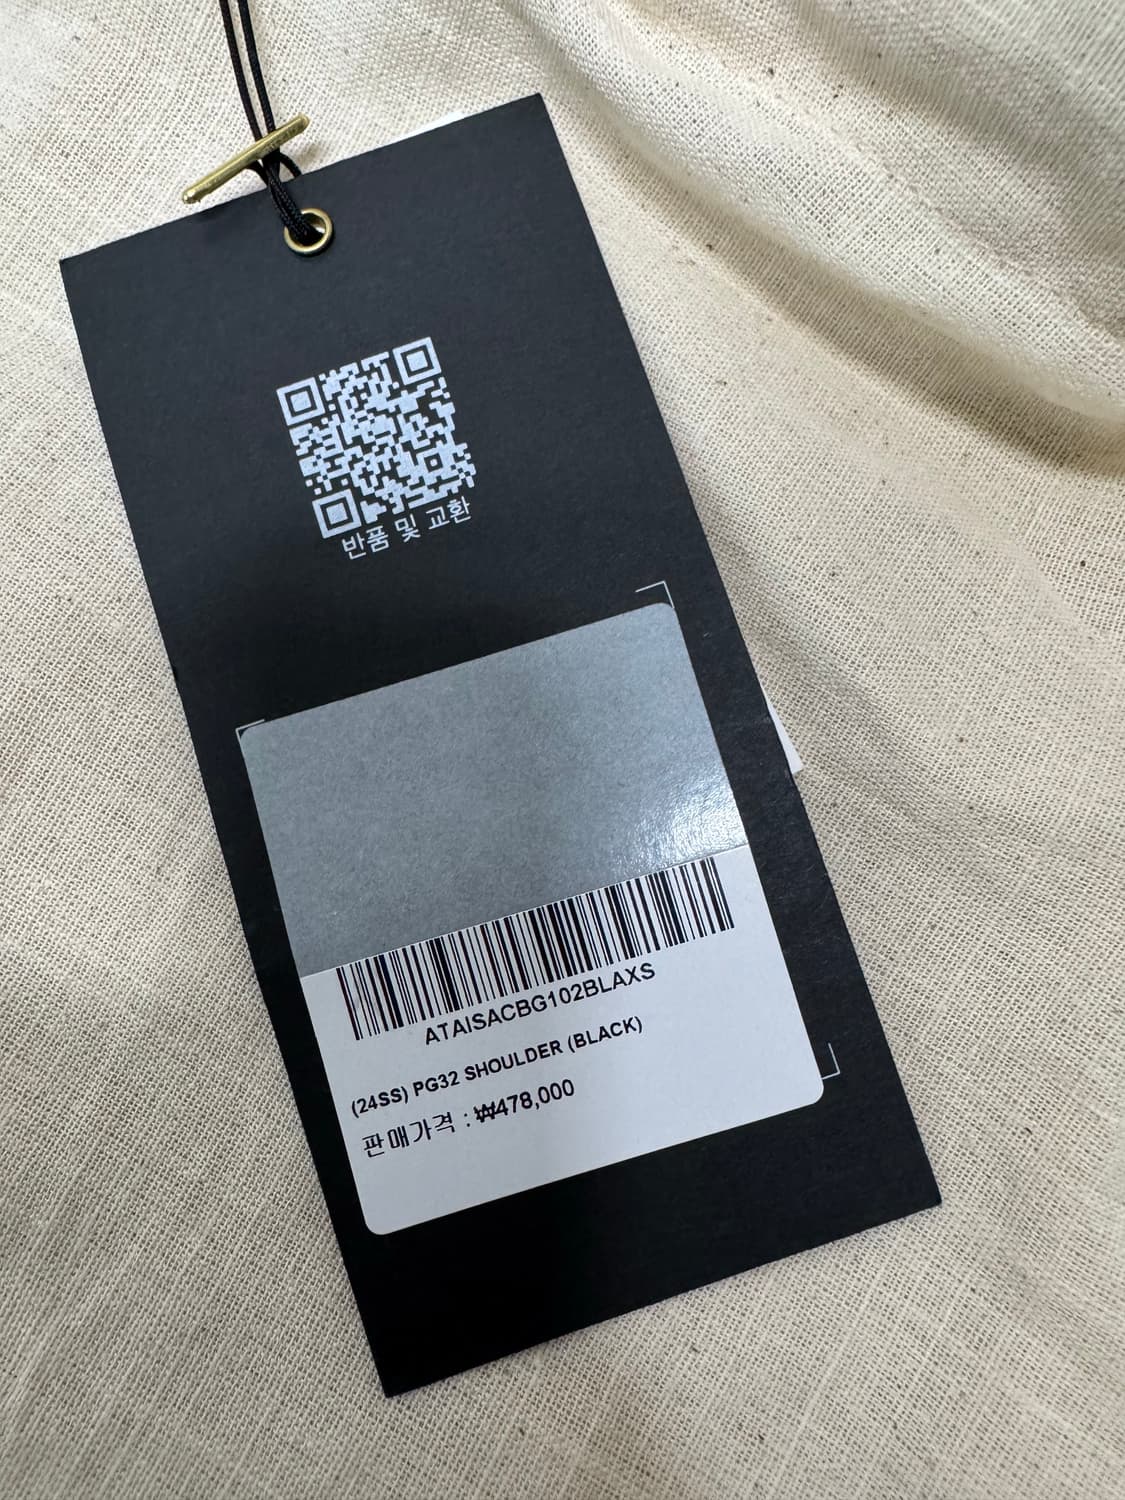 반품 및 교환
ATAISACBG102BLAXS
(24SS) PG32 SHOULDER (BLACK)
판매가격 : ₩478,000